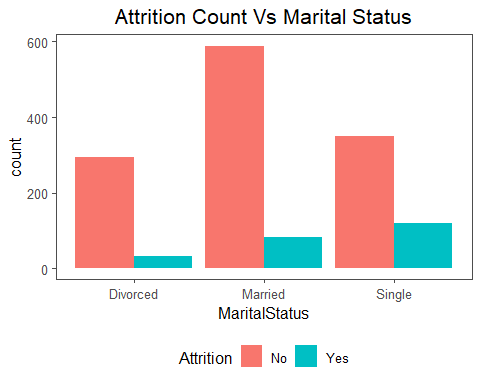 Attrition Count Vs Marital Status
count
600
400
200
0
Divorced Married Single
MaritalStatus
Attrition No Yes